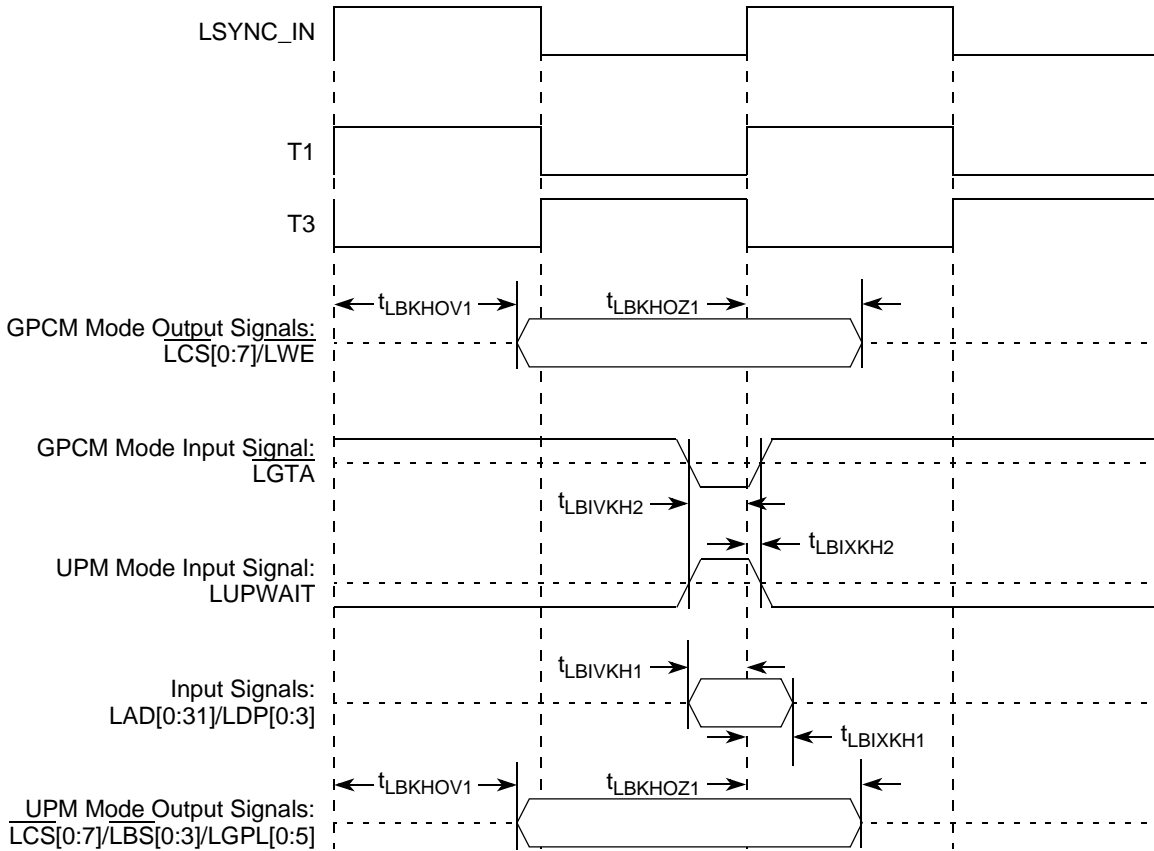 LSYNC_IN
T1
T3
tLBKHOV1
tLBKHOZ1
GPCM Mode Output Signals:
LCS[0:7]/LWE
GPCM Mode Input Signal:
LGTA
tLBIVKH2
tLBIXKH2
UPM Mode Input Signal:
LUPWAIT
tLBIVKH1
Input Signals:
LAD[0:31]/LDP[0:3]
tLBIXKH1
tLBKHOV1
tLBKHOZ1
UPM Mode Output Signals:
LCS[0:7]/LBS[0:3]/LGPL[0:5]